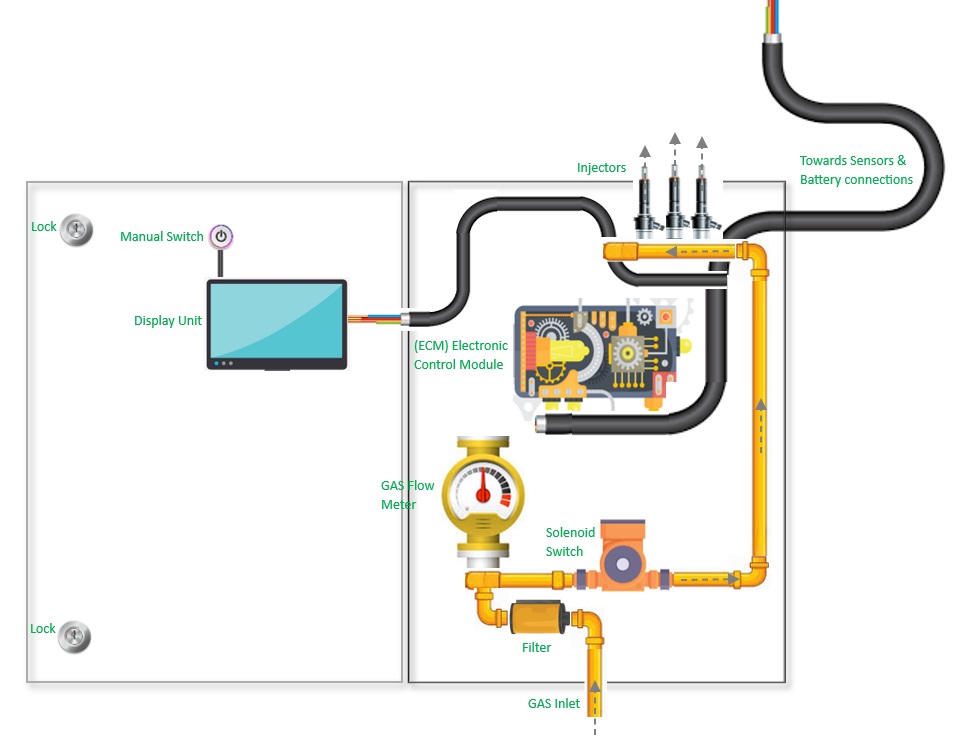 Injectors
Towards Sensors &
Battery connections
Lock
Manual Switch
Display Unit
(ECM) Electronic
Control Module
GAS Flow
Meter
Solenoid
Switch
Lock
Filter
GAS Inlet